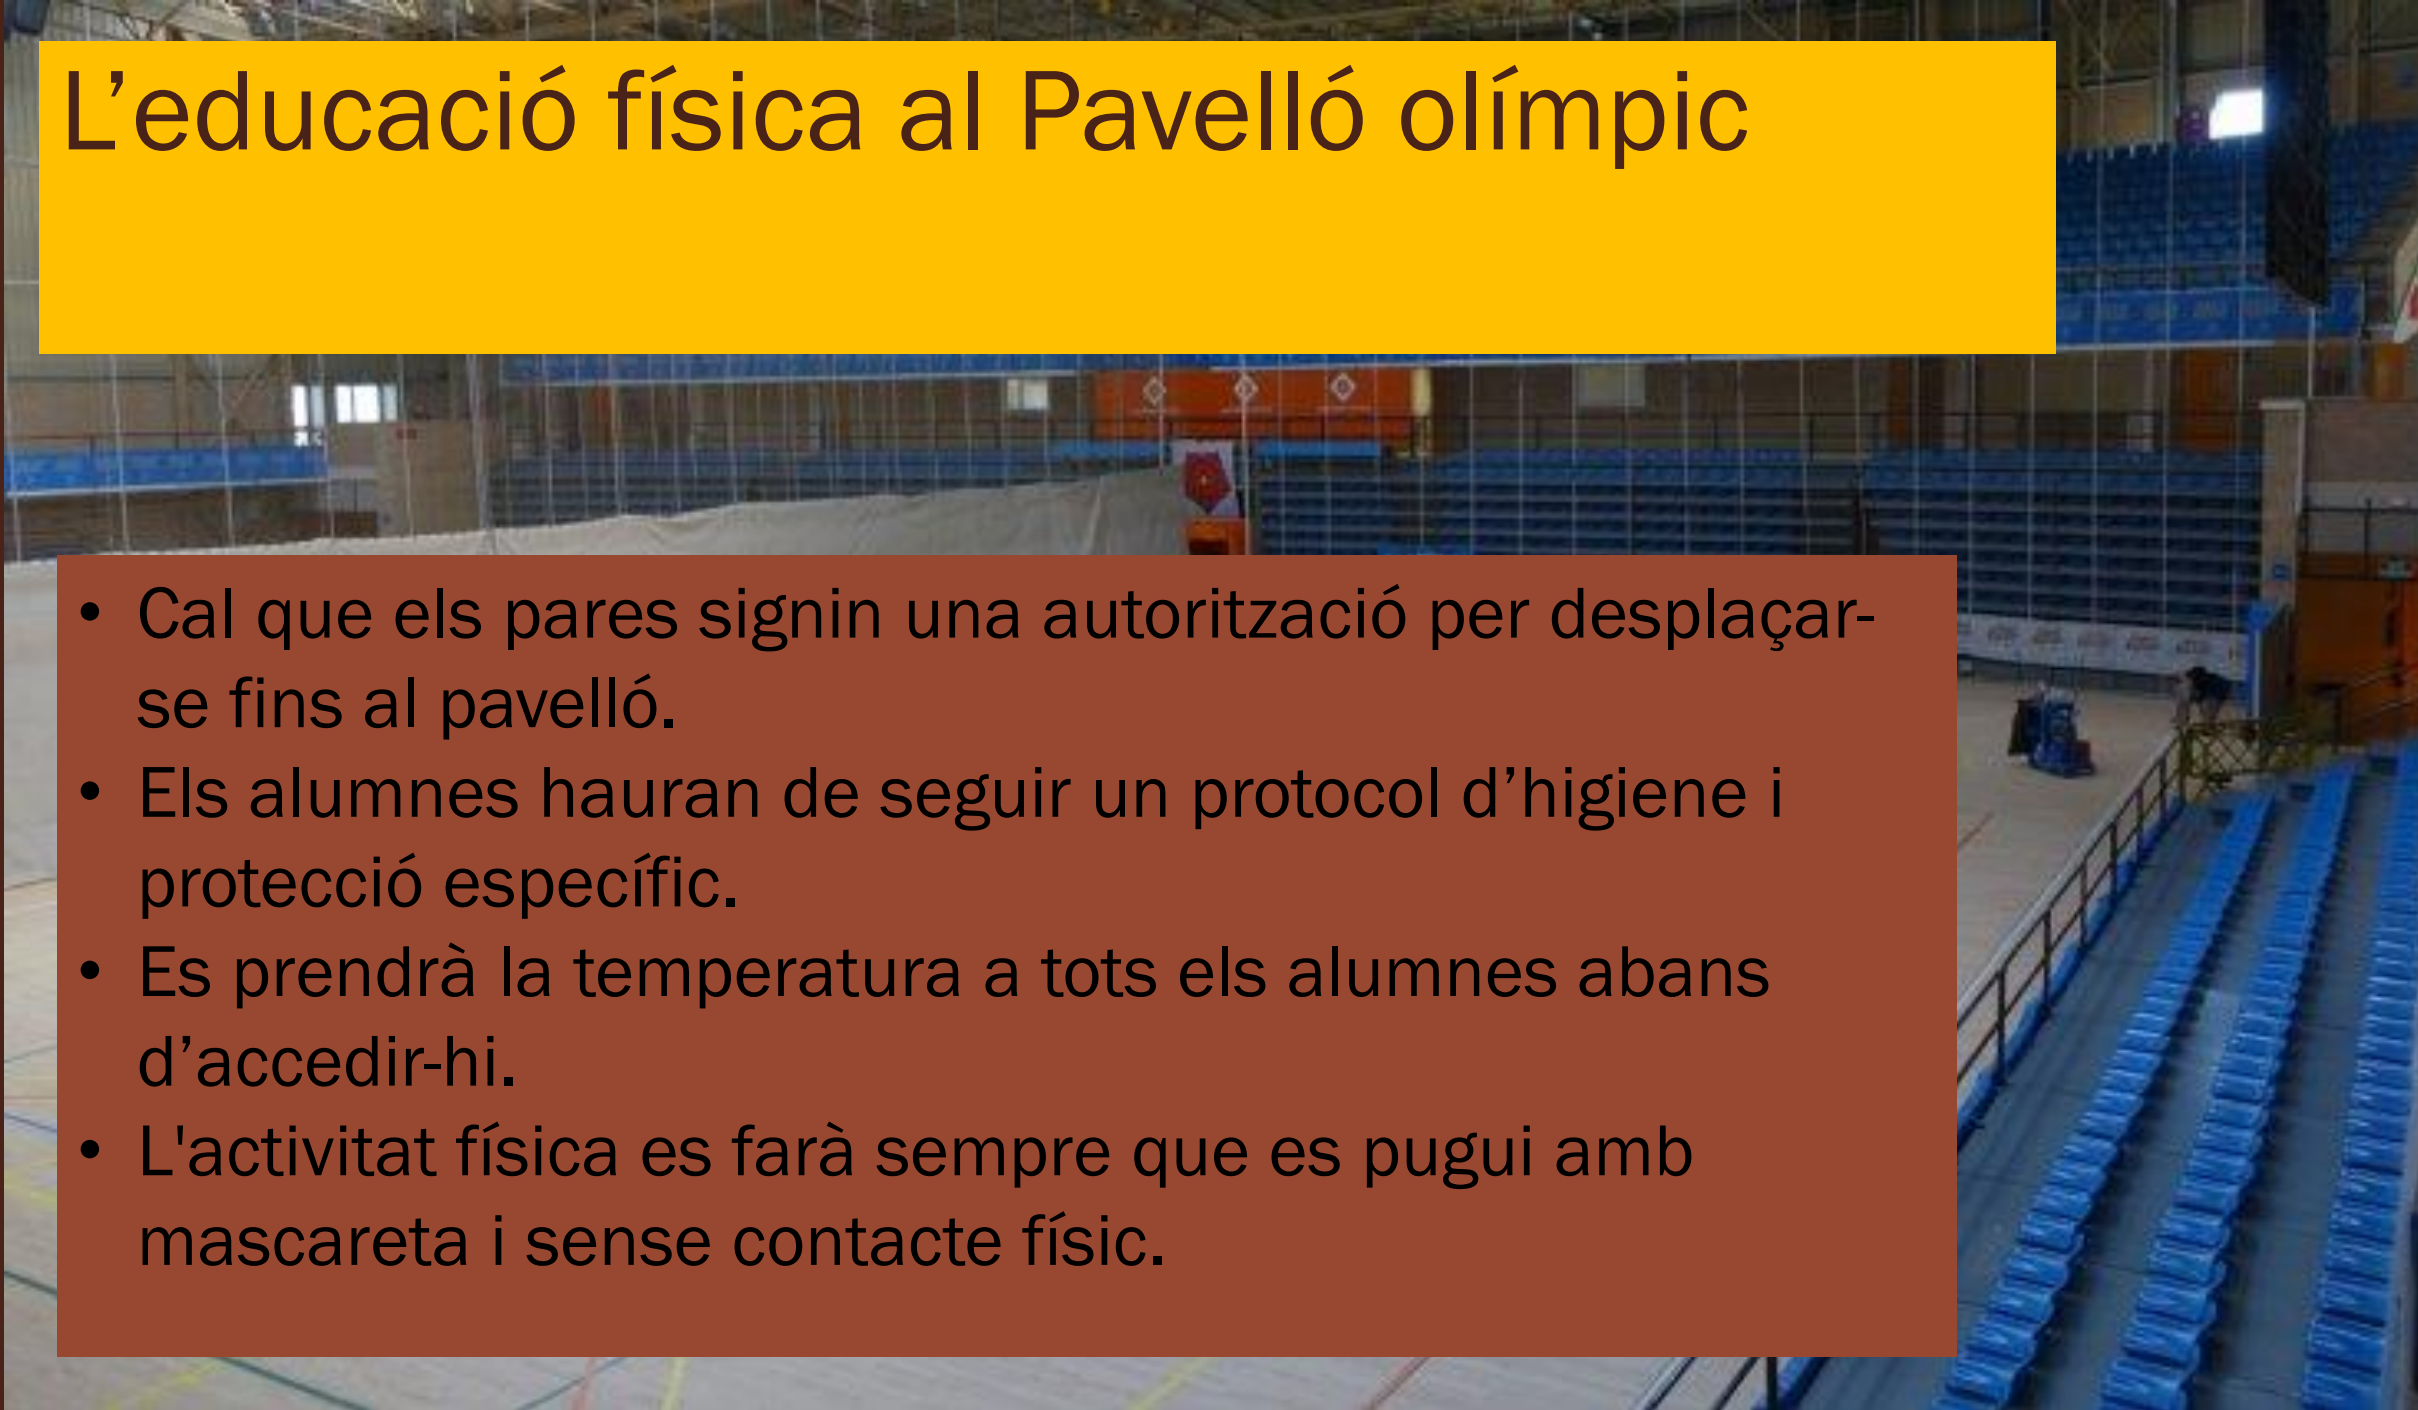 L’educació física al Pavelló olímpic
• Cal que els pares signin una autorització per desplaçar-
se fins al pavelló.
• Els alumnes hauran de seguir un protocol d’higiene i
protecció específic.
• Es prendrà la temperatura a tots els alumnes abans
d’accedir-hi.
• L'activitat física es farà sempre que es pugui amb
mascareta i sense contacte físic.